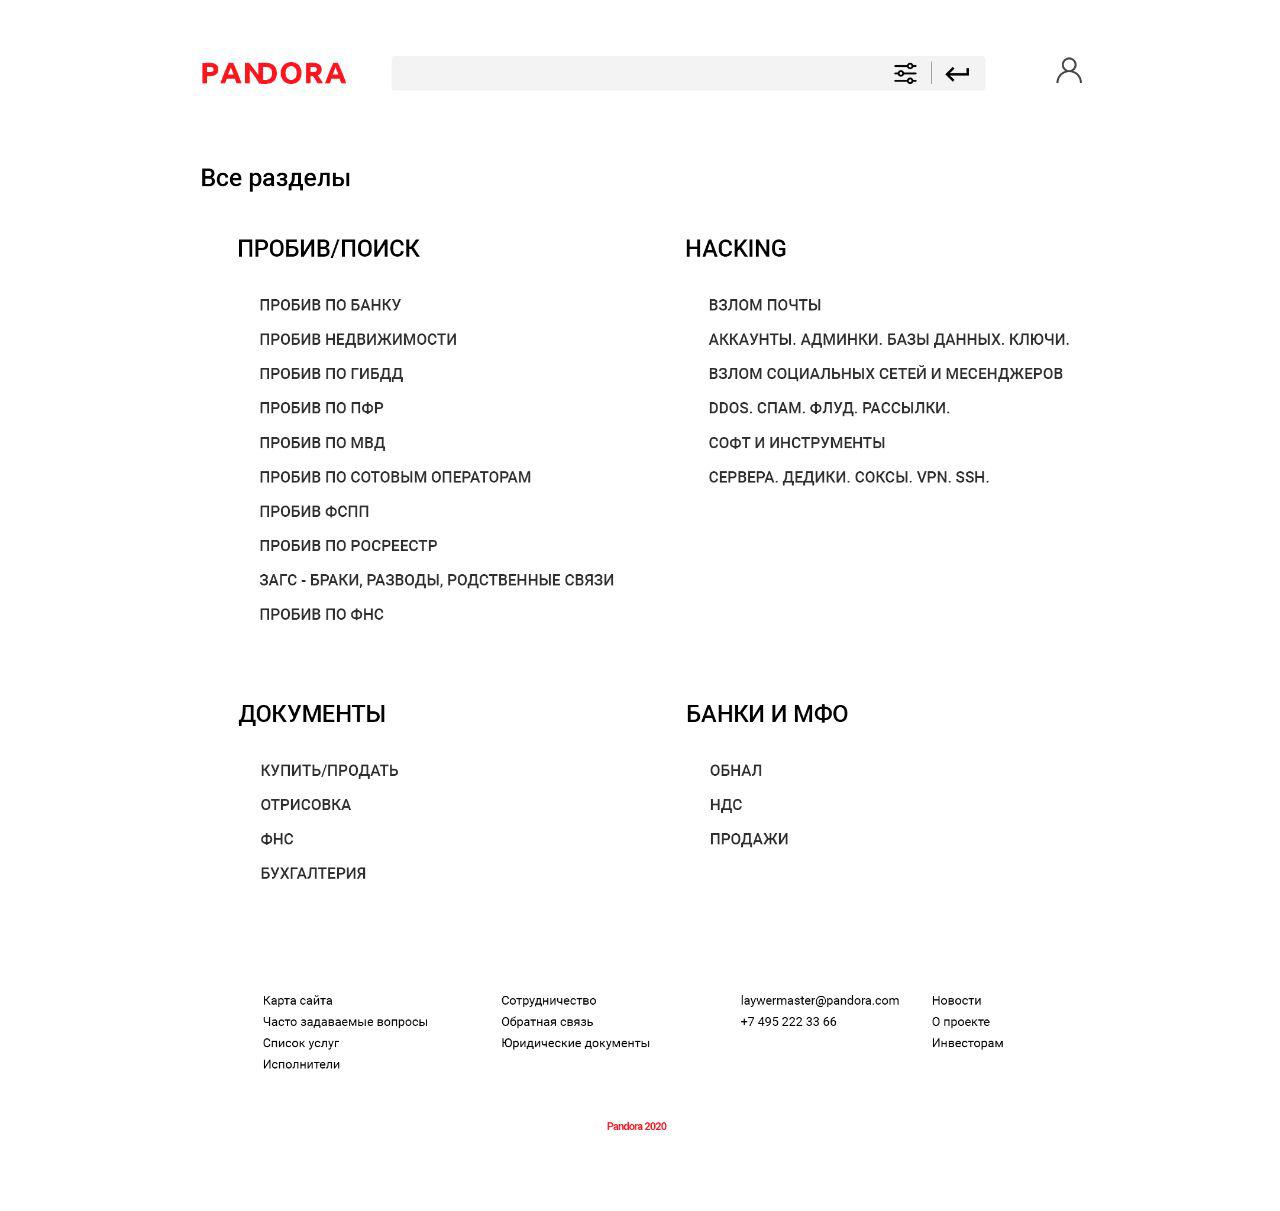 PANDORA
Все разделы
ПРОБИВ/ПОИСК
ПРОБИВ ПО БАНКУ
ПРОБИВ НЕДВИЖИМОСТИ
ПРОБИВ ПО ГИБДД
ПРОБИВ ПО ПФР
ПРОБИВ ПО МВД
ПРОБИВ ПО СОТОВЫМ ОПЕРАТОРАМ
ПРОБИВ ФСПП
ПРОБИВ ПО РОСРЕЕСТР
ЗАГС - БРАКИ, РАЗВОДЫ, РОДСТВЕННЫЕ СВЯЗИ
ПРОБИВ ПО ФНС
HACKING
ВЗЛОМ ПОЧТЫ
АККАУНТЫ. АДМИНКИ. БАЗЫ ДАННЫХ. КЛЮЧИ.
ВЗЛОМ СОЦИАЛЬНЫХ СЕТЕЙ И МЕСЕНДЖЕРОВ
DDOS. СПАМ. ФЛУД. РАССЫЛКИ.
СОФТ И ИНСТРУМЕНТЫ
СЕРВЕРА. ДЕДИКИ. СОКСЫ. VPN. SSH.
ДОКУМЕНТЫ
КУПИТЬ/ПРОДАТЬ
ОТРИСОВКА
ФНС
БУХГАЛТЕРИЯ
БАНКИ И МФО
ОБНАЛ
НДС
ПРОДАЖИ
Карта сайта
Часто задаваемые вопросы
Список услуг
Исполнители
Сотрудничество
Обратная связь
Юридические документы
laywermaster@pandora.com
+7 495 222 33 66
Новости
О проекте
Инвесторам
Pandora 2020